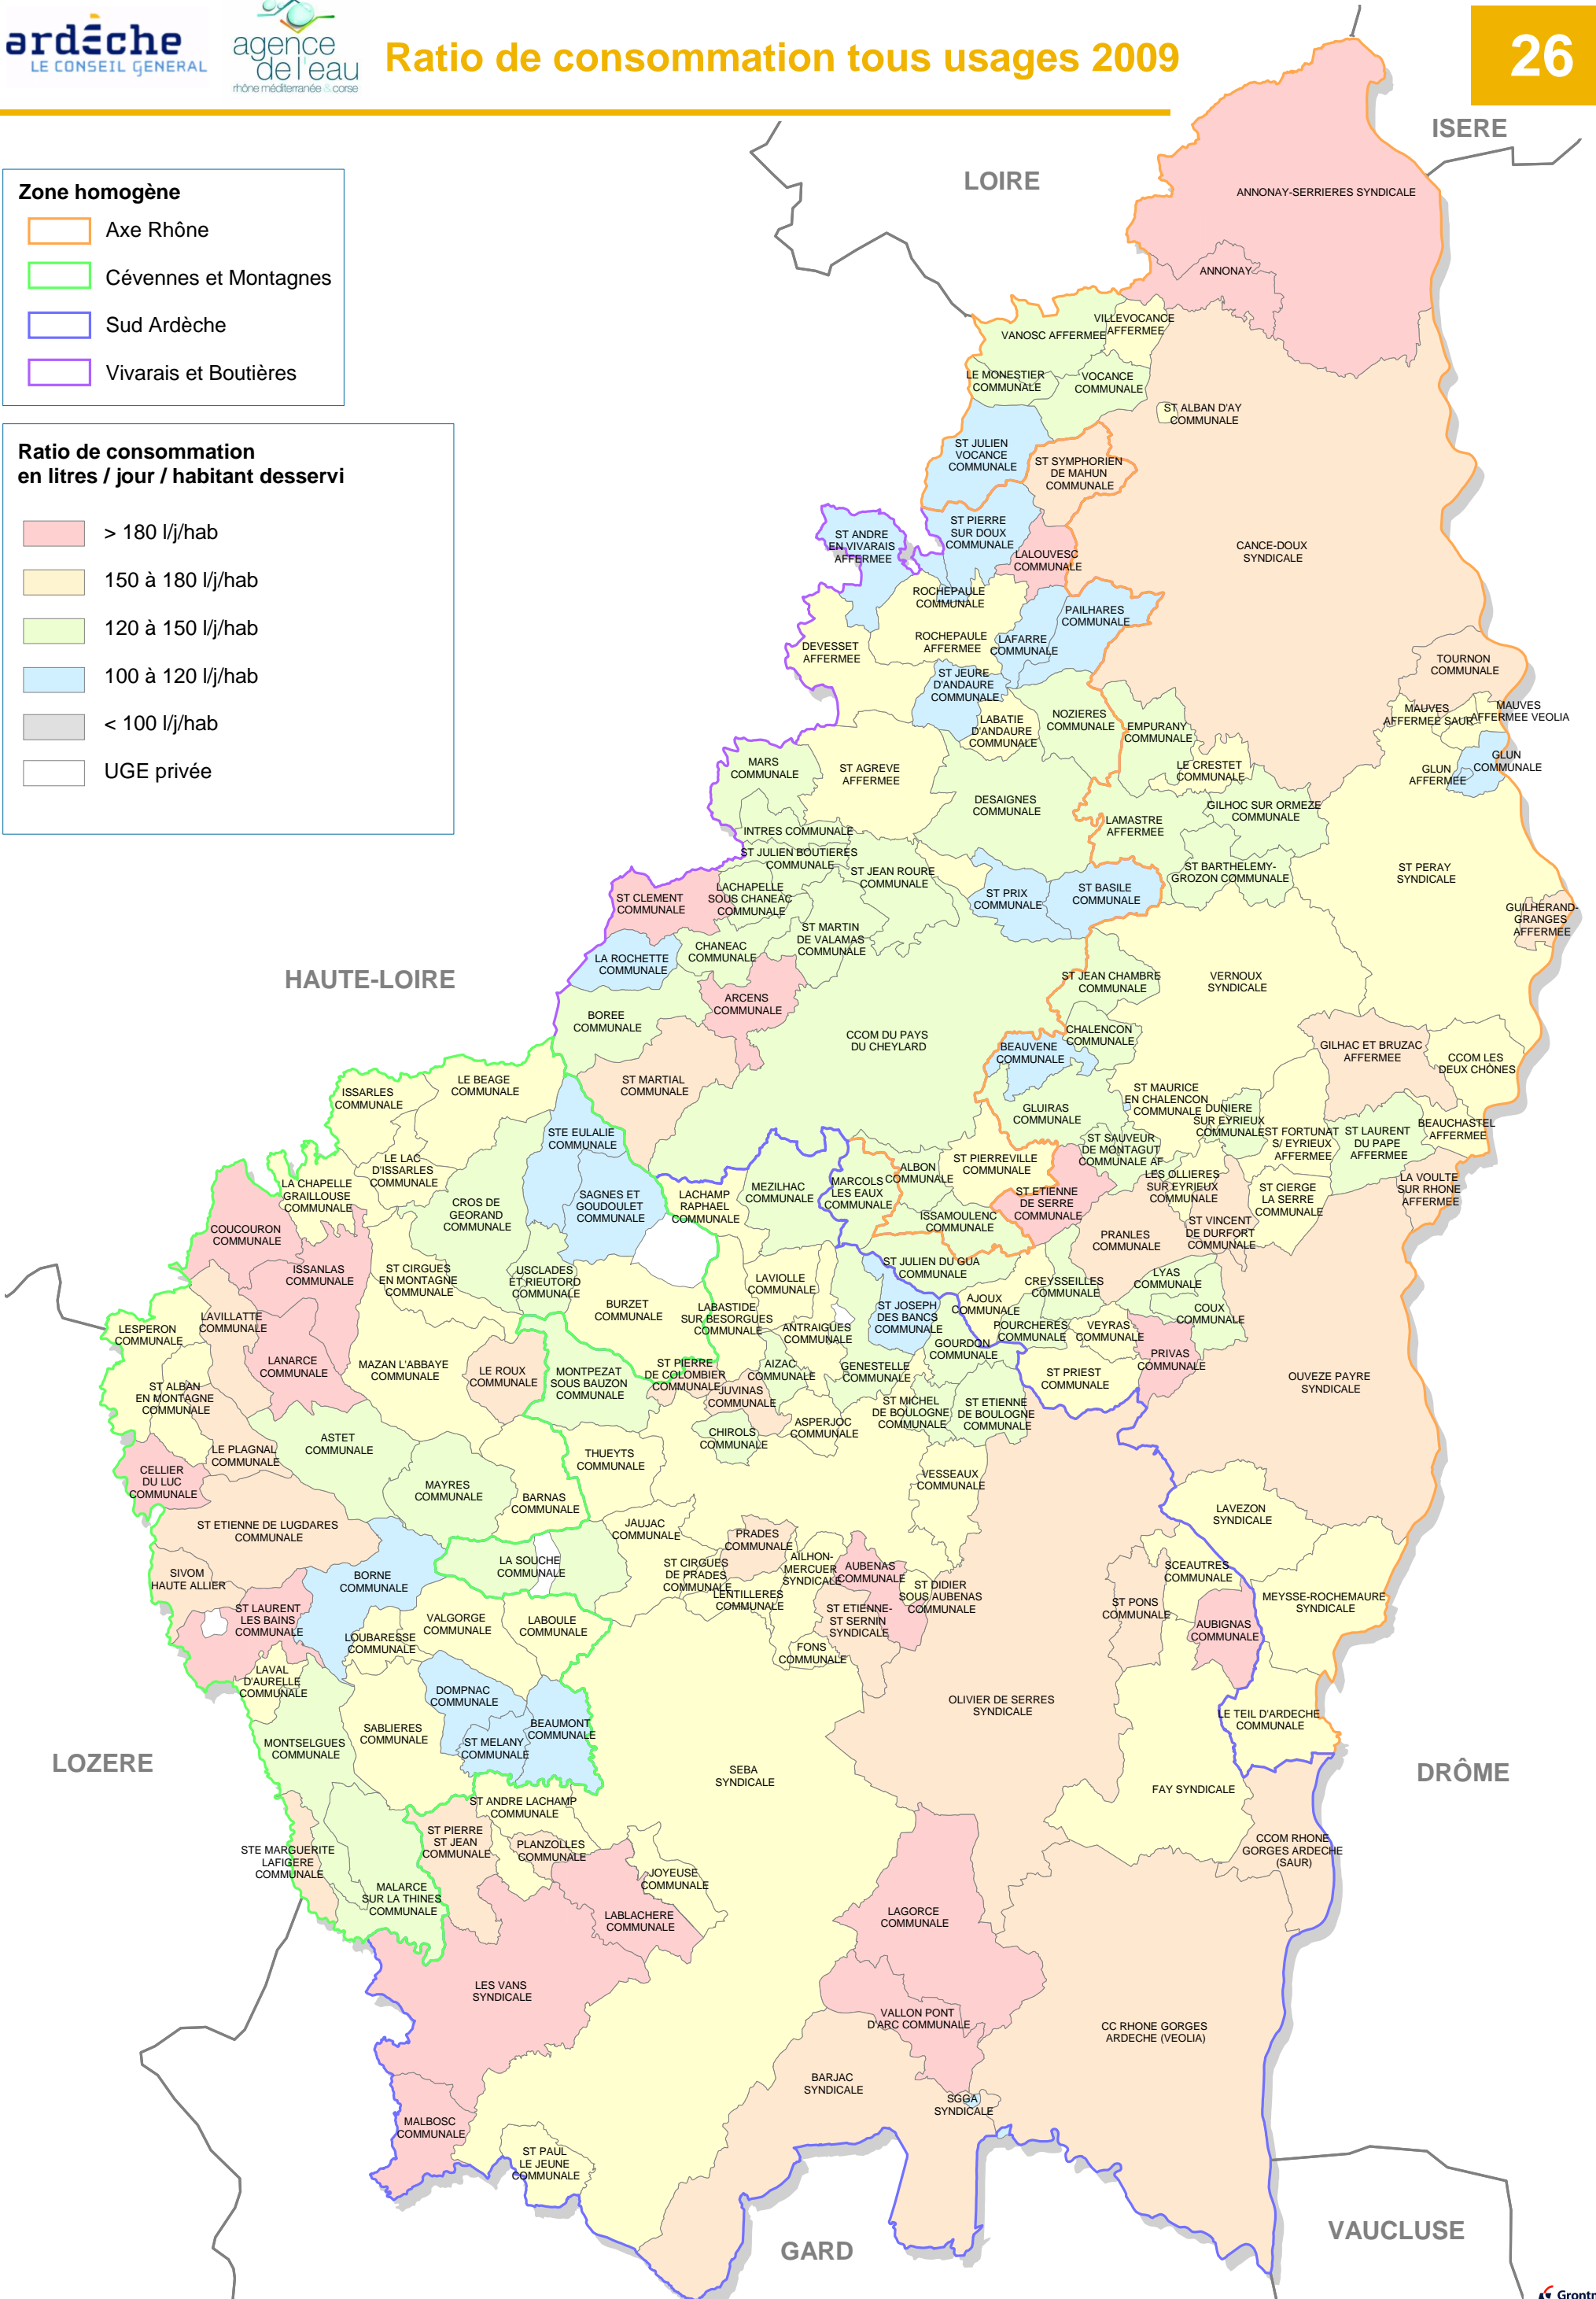 ardèche
LE CONSEIL GENERAL
agence
de l'eau
rhône méditerranée & corse
Ratio de consommation tous usages 2009
26
Zone homogène
Axe Rhône
Cévennes et Montagnes
Sud Ardèche
Vivarais et Boutières
Ratio de consommation
en litres / jour / habitant desservi
> 180 l/j/hab
150 à 180 l/j/hab
120 à 150 l/j/hab
100 à 120 l/j/hab
< 100 l/j/hab
UGE privée
ISERE
LOIRE
HAUTE-LOIRE
LOZERE
DRÔME
GARD
VAUCLUSE
ANNONAY-SERRIERES SYNDICALE
ANNONAY
VILLEVOCANCE
AFFERMEE
VANOSC AFFERMEE
LE MONESTIER
COMMUNALE
VOCANCE
COMMUNALE
ST ALBAN D'AY
COMMUNALE
ST JULIEN
VOCANCE
COMMUNALE
ST SYMPHORIEN
DE MAHUN
COMMUNALE
ST ANDRE
EN VIVARAIS
AFFERMEE
ST PIERRE
SUR DOUX
COMMUNALE
LALOUVESC
COMMUNALE
CANCE-DOUX
SYNDICALE
ROCHEPAULE
COMMUNALE
PAILHARES
COMMUNALE
DEVESSET
AFFERMEE
ROCHEPAULE
AFFERMEE
LAFARRE
COMMUNALE
TOURNON
COMMUNALE
ST JEURE
D'ANDAURE
COMMUNALE
LABATIE
D'ANDAURE
COMMUNALE
NOZIERES
COMMUNALE
EMPURANY
COMMUNALE
MAUVES
AFFERMEE SAUR
MAUVES
AFFERMEE VEOLIA
GLUN
COMMUNALE
GLUN
AFFERMEE
MARS
COMMUNALE
ST AGREVE
AFFERMEE
LE CRESTET
COMMUNALE
DESAIGNES
COMMUNALE
LAMASTRE
AFFERMEE
GILHOC SUR ORMEZE
COMMUNALE
INTRES COMMUNALE
ST JULIEN BOUTIERES
COMMUNALE
ST JEAN ROURE
COMMUNALE
ST BARTHELEMY-
GROZON COMMUNALE
ST PERAY
SYNDICALE
ST CLEMENT
COMMUNALE
LACHAPELLE
SOUS CHANEAC
COMMUNALE
ST PRIX
COMMUNALE
ST BASILE
COMMUNALE
GUILHERAND-
GRANGES
AFFERMEE
ST MARTIN
DE VALAMAS
COMMUNALE
LA ROCHETTE
COMMUNALE
CHANEAC
COMMUNALE
ST JEAN CHAMBRE
COMMUNALE
VERNOUX
SYNDICALE
ARCENS
COMMUNALE
BOREE
COMMUNALE
CCOM DU PAYS
DU CHEYLARD
BEAUVENE
COMMUNALE
CHALENCON
COMMUNALE
GILHAC ET BRUZAC
AFFERMEE
CCOM LES
DEUX CHÔNES
ISSARLES
COMMUNALE
LE BEAGE
COMMUNALE
ST MARTIAL
COMMUNALE
GLUIRAS
COMMUNALE
ST MAURICE
EN CHALENCON
COMMUNALE
DUNIERE
SUR EYRIEUX
COMMUNALE
ST FORTUNAT
S/ EYRIEUX
AFFERMEE
ST LAURENT
DU PAPE
AFFERMEE
BEAUCHASTEL
AFFERMEE
STE EULALIE
COMMUNALE
ST SAUVEUR
DE MONTAGUT
COMMUNALE AF
LE LAC
D'ISSARLES
COMMUNALE
ALBON
COMMUNALE
ST PIERREVILLE
COMMUNALE
LES OLLIERES
SUR EYRIEUX
COMMUNALE
ST CIERGE
LA SERRE
COMMUNALE
LA VOULTE
SUR RHONE
AFFERMEE
LA CHAPELLE
GRAILLOUSE
COMMUNALE
CROS DE
GEORAND
COMMUNALE
SAGNES ET
GOUDOULET
COMMUNALE
LACHAMP
RAPHAEL
COMMUNALE
MEZILHAC
COMMUNALE
MARCOLS
LES EAUX
COMMUNALE
ST ETIENNE
DE SERRE
COMMUNALE
ISSAMOULENC
COMMUNALE
PRANLES
COMMUNALE
ST VINCENT
DE DURFORT
COMMUNALE
COUCOURON
COMMUNALE
ISSANLAS
COMMUNALE
ST CIRGUES
EN MONTAGNE
COMMUNALE
USCLADES
ET RIEUTORD
COMMUNALE
LAVIOLLE
COMMUNALE
ST JULIEN DU GUA
COMMUNALE
CREYSSEILLES
COMMUNALE
LYAS
COMMUNALE
COUX
COMMUNALE
LAVILLATTE
COMMUNALE
LESPERON
COMMUNALE
BURZET
COMMUNALE
LABASTIDE
SUR BESORGUES
COMMUNALE
ANTRAIGUES
COMMUNALE
ST JOSEPH
DES BANCS
COMMUNALE
AJOUX
COMMUNALE
POURCHERES
COMMUNALE
VEYRAS
COMMUNALE
PRIVAS
COMMUNALE
GOURDON
COMMUNALE
LANARCE
COMMUNALE
MAZAN L'ABBAYE
COMMUNALE
LE ROUX
COMMUNALE
MONTPEZAT
SOUS BAUZON
COMMUNALE
ST PIERRE
DE COLOMBIER
COMMUNALE
AIZAC
COMMUNALE
GENESTELLE
COMMUNALE
ST PRIEST
COMMUNALE
OUVEZE PAYRE
SYNDICALE
JUVINAS
COMMUNALE
ST ALBAN
EN MONTAGNE
COMMUNALE
ST MICHEL
DE BOULOGNE
COMMUNALE
ST ETIENNE
DE BOULOGNE
COMMUNALE
ASPERJOC
COMMUNALE
CHIROLS
COMMUNALE
ASTET
COMMUNALE
LE PLAGNAL
COMMUNALE
THUEYTS
COMMUNALE
CELLIER
DU LUC
COMMUNALE
MAYRES
COMMUNALE
BARNAS
COMMUNALE
VESSEAUX
COMMUNALE
LAVEZON
SYNDICALE
ST ETIENNE DE LUGDARES
COMMUNALE
JAUJAC
COMMUNALE
PRADES
COMMUNALE
AILHON-
MERCUER
SYNDICALE
AUBENAS
COMMUNALE
ST DIDIER
SOUS AUBENAS
COMMUNALE
SCEAUTRES
COMMUNALE
SIVOM
HAUTE ALLIER
BORNE
COMMUNALE
LA SOUCHE
COMMUNALE
ST CIRGUES
DE PRADES
COMMUNALE
LENTILLERES
COMMUNALE
MEYSSE-ROCHEMAURE
SYNDICALE
ST LAURENT
LES BAINS
COMMUNALE
ST ETIENNE-
ST SERNIN
SYNDICALE
ST PONS
COMMUNALE
AUBIGNAS
COMMUNALE
VALGORGE
COMMUNALE
LABOULE
COMMUNALE
LOUBARESSE
COMMUNALE
FONS
COMMUNALE
LAVAL
D'AURELLE
COMMUNALE
DOMPNAC
COMMUNALE
OLIVIER DE SERRES
SYNDICALE
LE TEIL D'ARDECHE
COMMUNALE
BEAUMONT
COMMUNALE
SABLIERES
COMMUNALE
ST MELANY
COMMUNALE
MONTSELGUES
COMMUNALE
SEBA
SYNDICALE
FAY SYNDICALE
ST ANDRE LACHAMP
COMMUNALE
ST PIERRE
ST JEAN
COMMUNALE
PLANZOLLES
COMMUNALE
CCOM RHONE
GORGES ARDECHE
(SAUR)
STE MARGUERITE
LAFIGERE
COMMUNALE
JOYEUSE
COMMUNALE
MALARCE
SUR LA THINES
COMMUNALE
LABLACHERE
COMMUNALE
LAGORCE
COMMUNALE
LES VANS
SYNDICALE
VALLON PONT
D'ARC COMMUNALE
CC RHONE GORGES
ARDECHE (VEOLIA)
BARJAC
SYNDICALE
SGGA
SYNDICALE
MALBOSC
COMMUNALE
ST PAUL
LE JEUNE
COMMUNALE